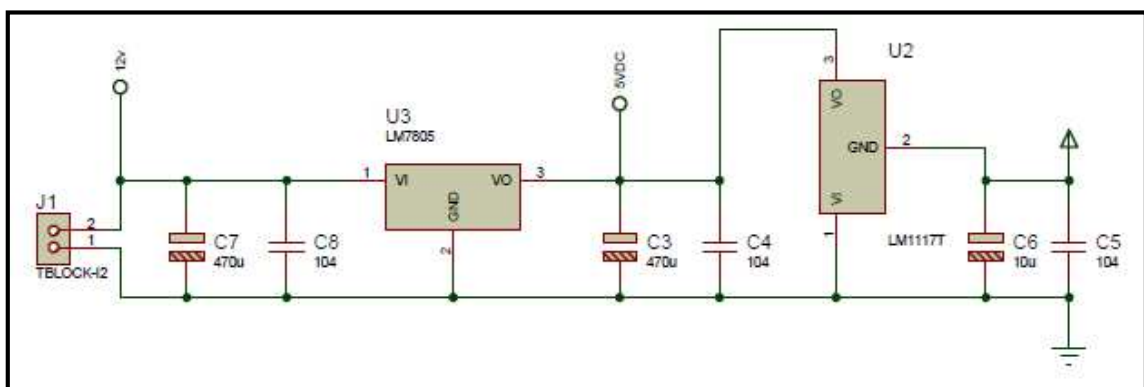 12v
J1
2
1
TBLOCK-I2
C7
470u
C8
104
U3
LM7805
1
VI
VO
3
GND
2
5VDC
C3
470u
C4
104
U2
3
VO
GND
2
VI
1
LM1117T
C6
10u
C5
104